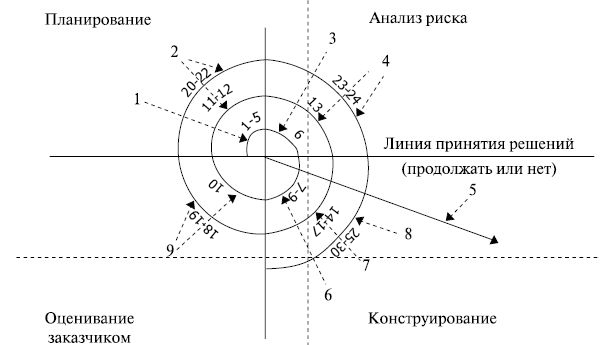 Планирование
Анализ риска
2
3
20-22
23-24
4
11-12
13
1
1-5
6
Линия принятия решений
(продолжать или нет)
10
7-9
5
18-19
14-17
25-30
8
9
7
6
Оценивание
заказчиком
Конструирование